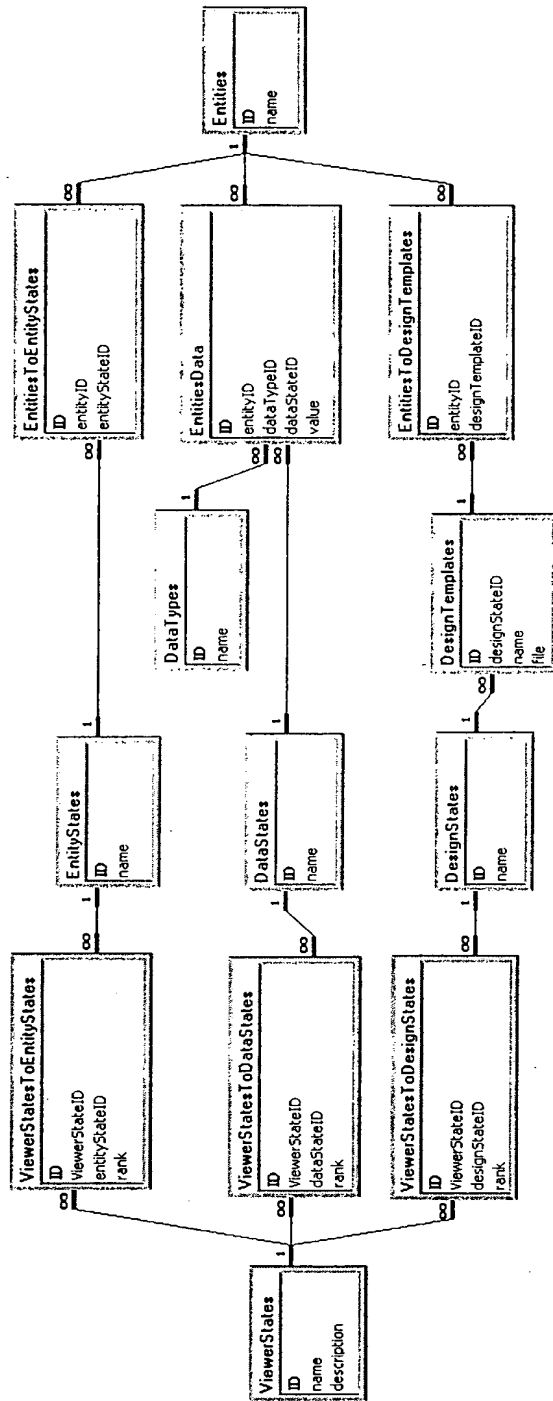 ViewerStates
ID
name
description
1
∞
∞
∞
ViewerStatesToEntityStates
ID
ViewerStateID
entityStateID
rank
∞
1
EntityStates
ID
name
1
∞
EntitiesToEntityStates
ID
entityID
entityStateID
∞
ViewerStatesToDataStates
ID
ViewerStateID
dataStateID
rank
∞
1
DataStates
ID
name
1
∞
DataTypes
ID
name
1
∞
EntitiesData
ID
entityID
dataTypeID
dataStateID
value
∞
ViewerStatesToDesignStates
ID
ViewerStateID
designStateID
rank
∞
1
DesignStates
ID
name
1
∞
DesignTemplates
ID
designStateID
name
file
1
∞
EntitiesToDesignTemplates
ID
entityID
designTemplateID
∞
1
Entities
ID
name